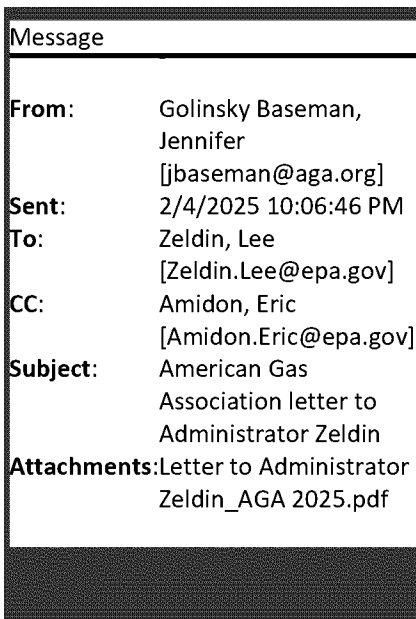 Message
From: Golinsky Baseman,
Jennifer
[jbaseman@aga.org]
Sent: 2/4/2025 10:06:46 PM
To: Zeldin, Lee
[Zeldin.Lee@epa.gov]
CC: Amidon, Eric
[Amidon.Eric@epa.gov]
Subject: American Gas
Association letter to
Administrator Zeldin
Attachments:Letter to Administrator
Zeldin_AGA 2025.pdf